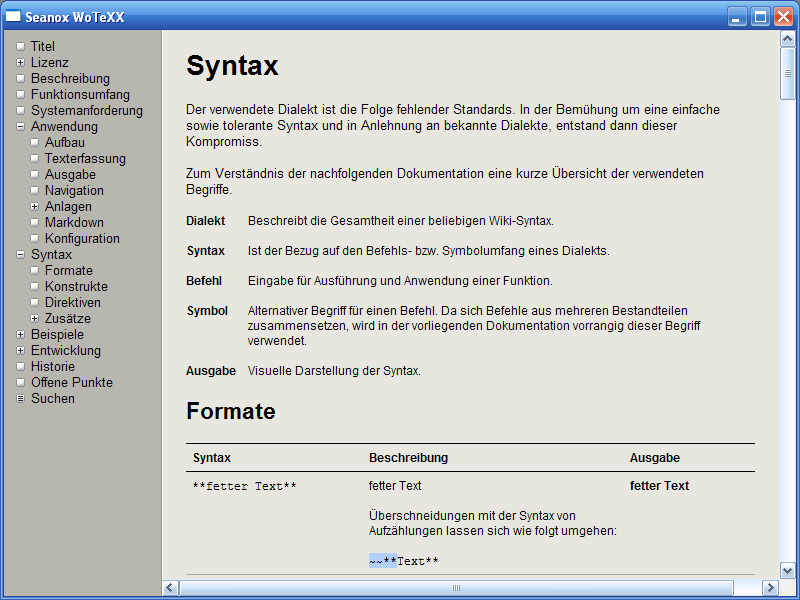 Seanox WoTeXX
Titel
Lizenz
Beschreibung
Funktionsumfang
Systemanforderung
Anwendung
Aufbau
Texterfassung
Ausgabe
Navigation
Anlagen
Markdown
Konfiguration
Syntax
Formate
Konstrukte
Direktiven
Zusätze
Beispiele
Entwicklung
Historie
Offene Punkte
Suchen
Syntax
Der verwendete Dialekt ist die Folge fehlender Standards. In der Bemühung um eine einfache
sowie tolerante Syntax und in Anlehnung an bekannte Dialekte, entstand dann dieser
Kompromiss.
Zum Verständnis der nachfolgenden Dokumentation eine kurze Übersicht der verwendeten
Begriffe.
Dialekt Beschreibt die Gesamtheit einer beliebigen Wiki-Syntax.
Syntax Ist der Bezug auf den Befehls- bzw. Symbolumfang eines Dialekts.
Befehl Eingabe für Ausführung und Anwendung einer Funktion.
Symbol Alternativer Begriff für einen Befehl. Da sich Befehle aus mehreren Bestandteilen
zusammensetzen, wird in der vorliegenden Dokumentation vorrangig dieser Begriff
verwendet.
Ausgabe Visuelle Darstellung der Syntax.
Formate
Syntax Beschreibung Ausgabe
**fetter Text** fetter Text fetter Text
Überschneidungen mit der Syntax von
Aufzählungen lassen sich wie folgt umgehen:
~~**Text**